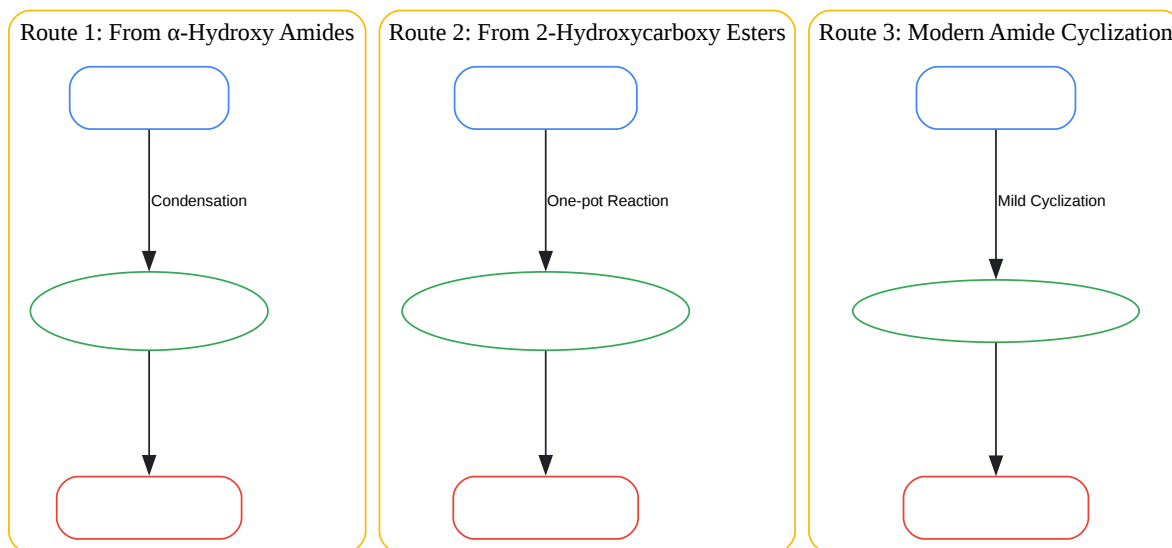 Route 1: From α-Hydroxy Amides
Condensation
Route 2: From 2-Hydroxycarboxy Esters
One-pot Reaction
Route 3: Modern Amide Cyclization
Mild Cyclization